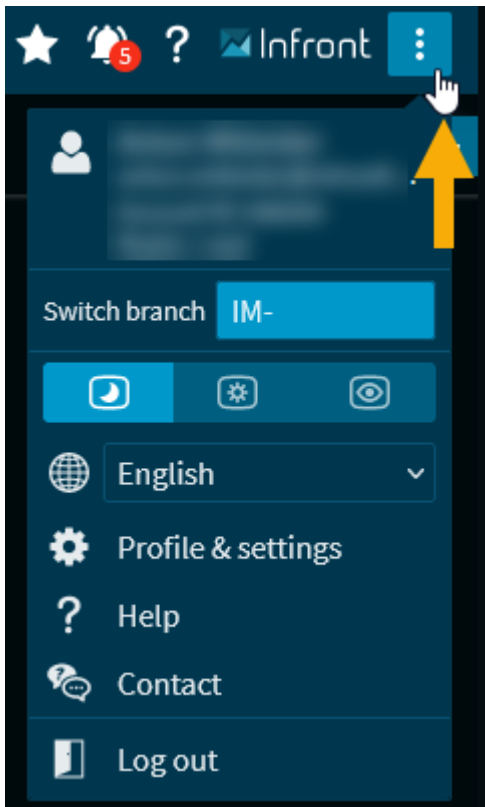 5 ? Infront
Switch branch IM-
English
Profile & settings
? Help
? Contact
Log out